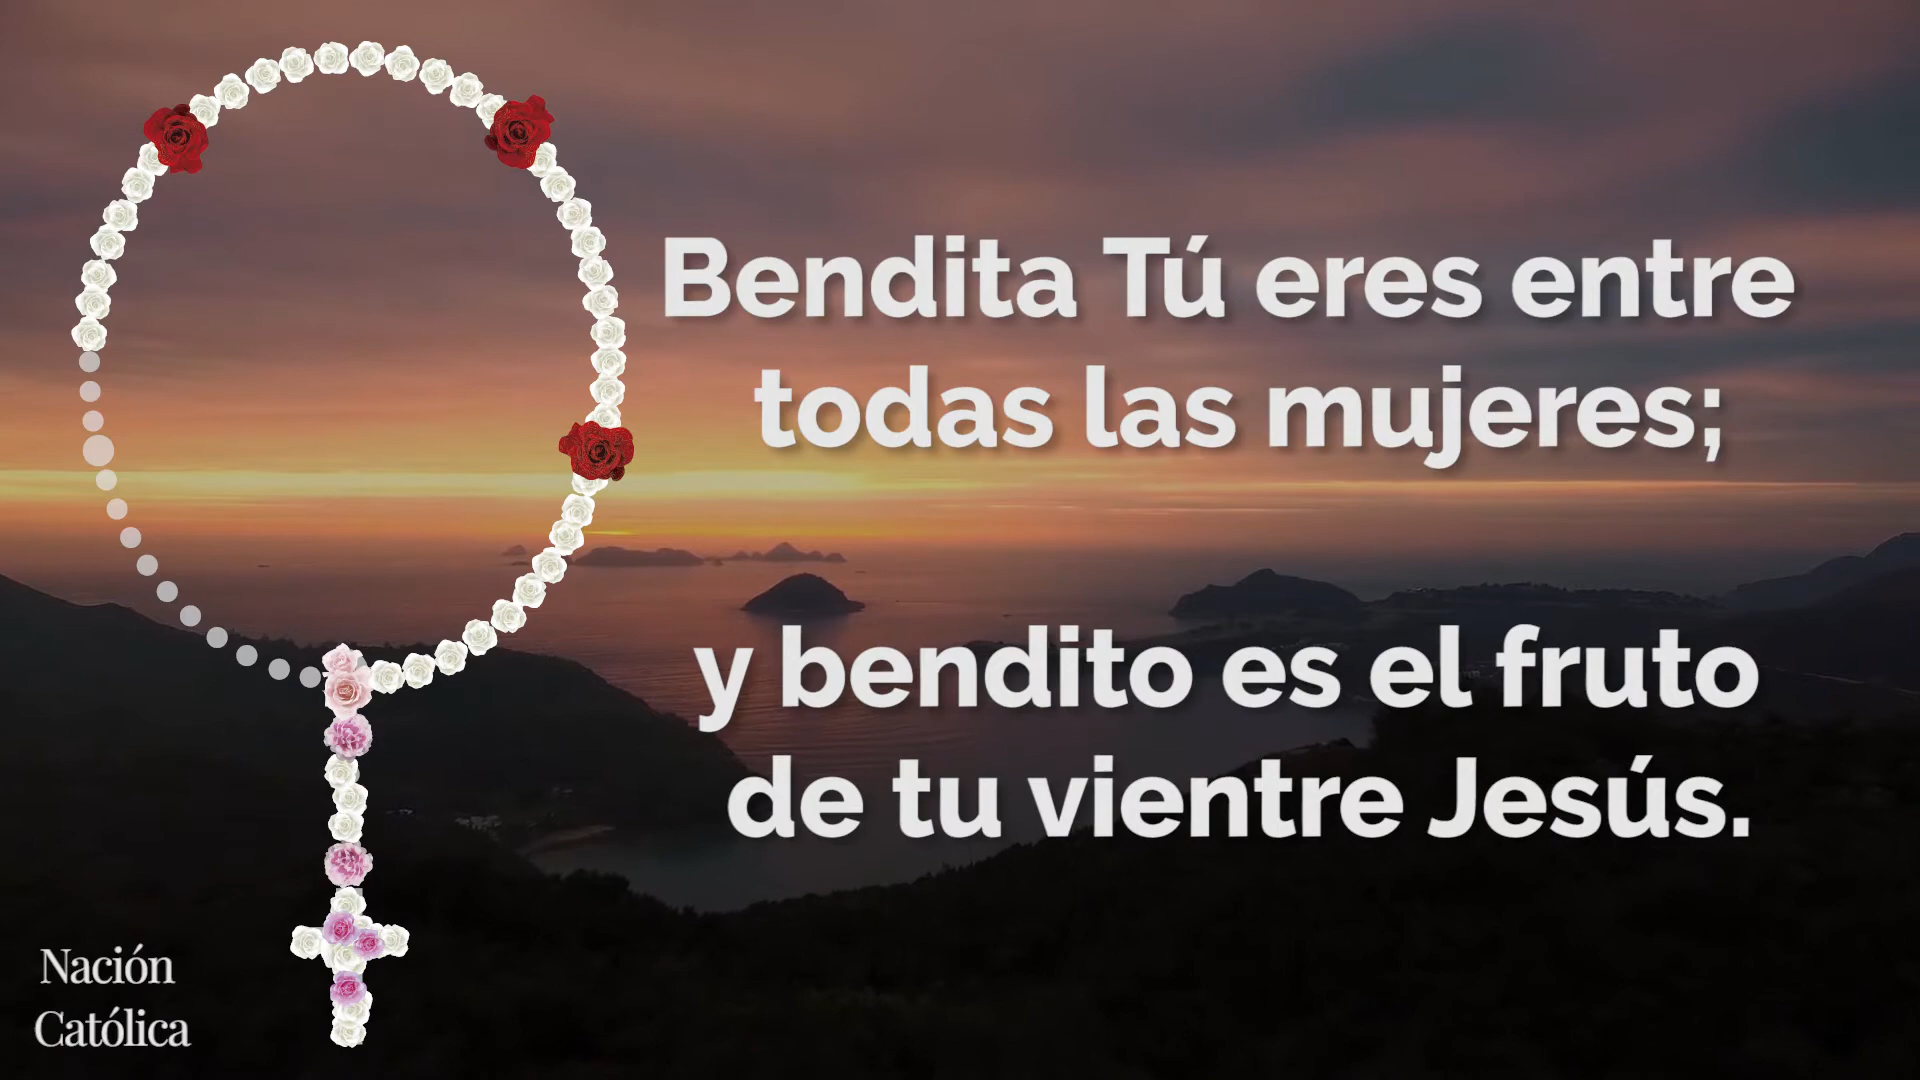 Bendita Tú eres entre
todas las mujeres;
y bendito es el fruto
de tu vientre Jesús.
Nación
Católica